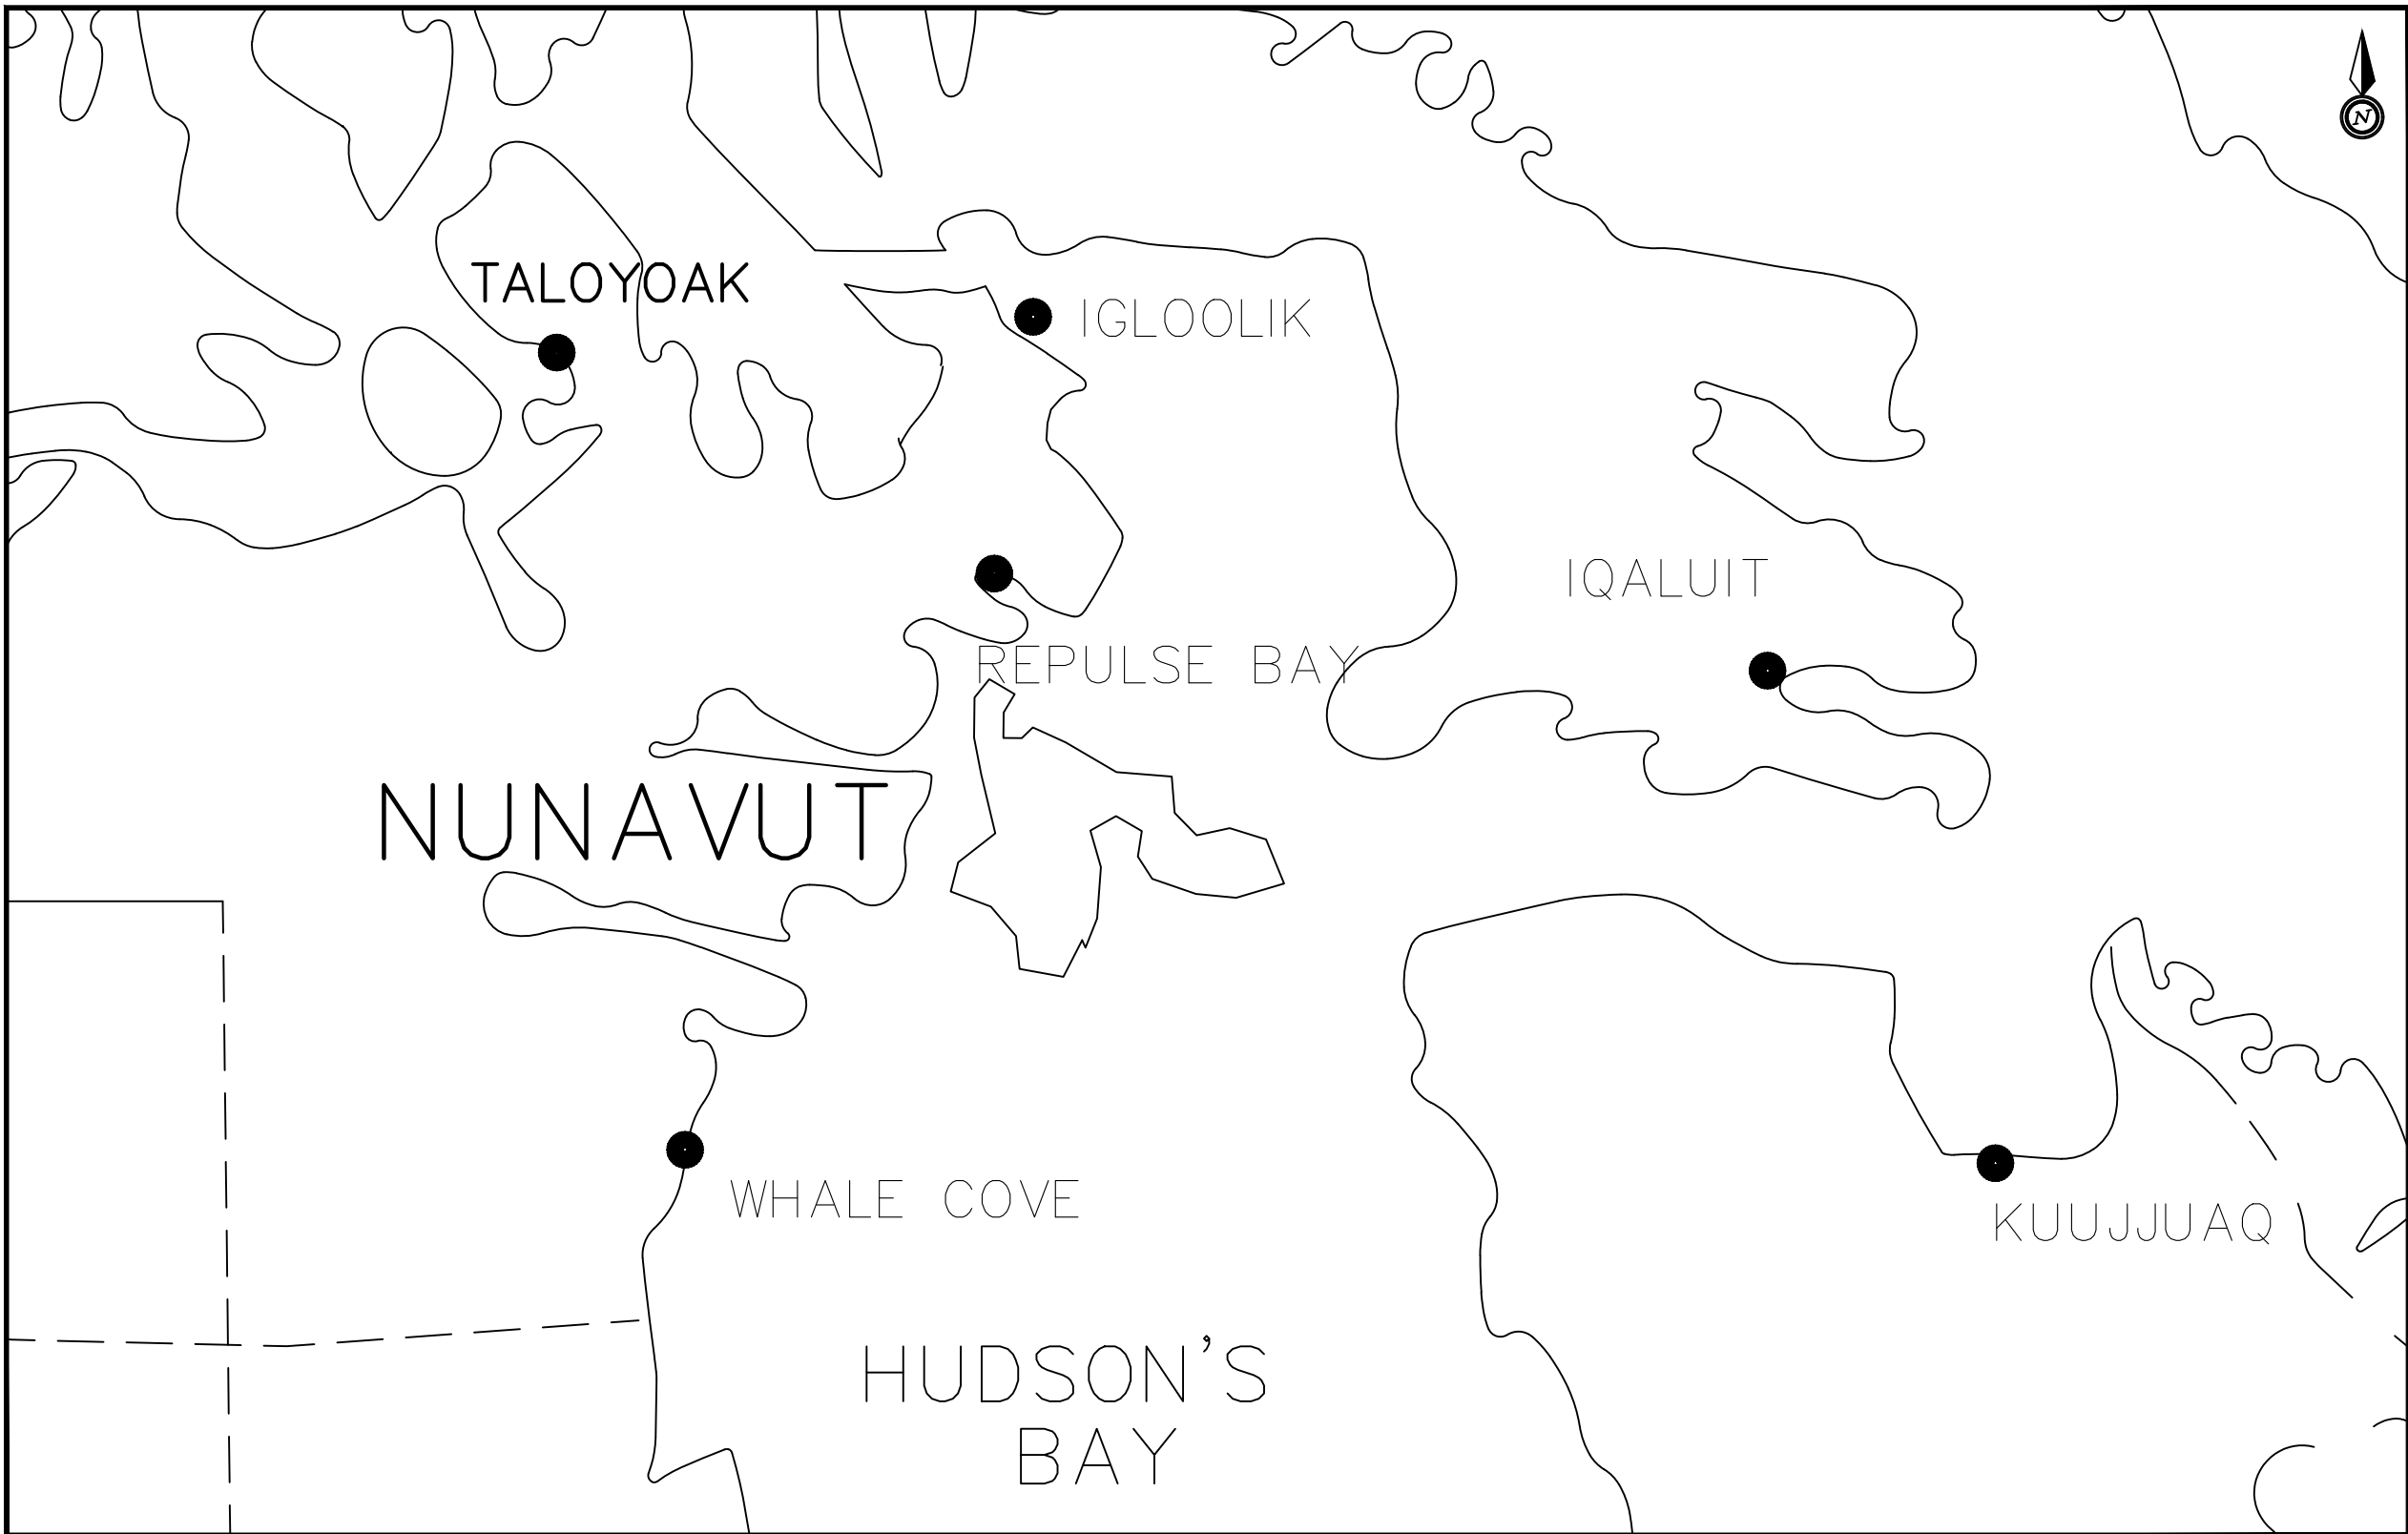 N
TALOYOAK
IGLOOLIK
IQALUIT
REPULSE BAY
NUNAVUT
WHALE COVE
KUUJJUAQ
HUDSON'S
BAY